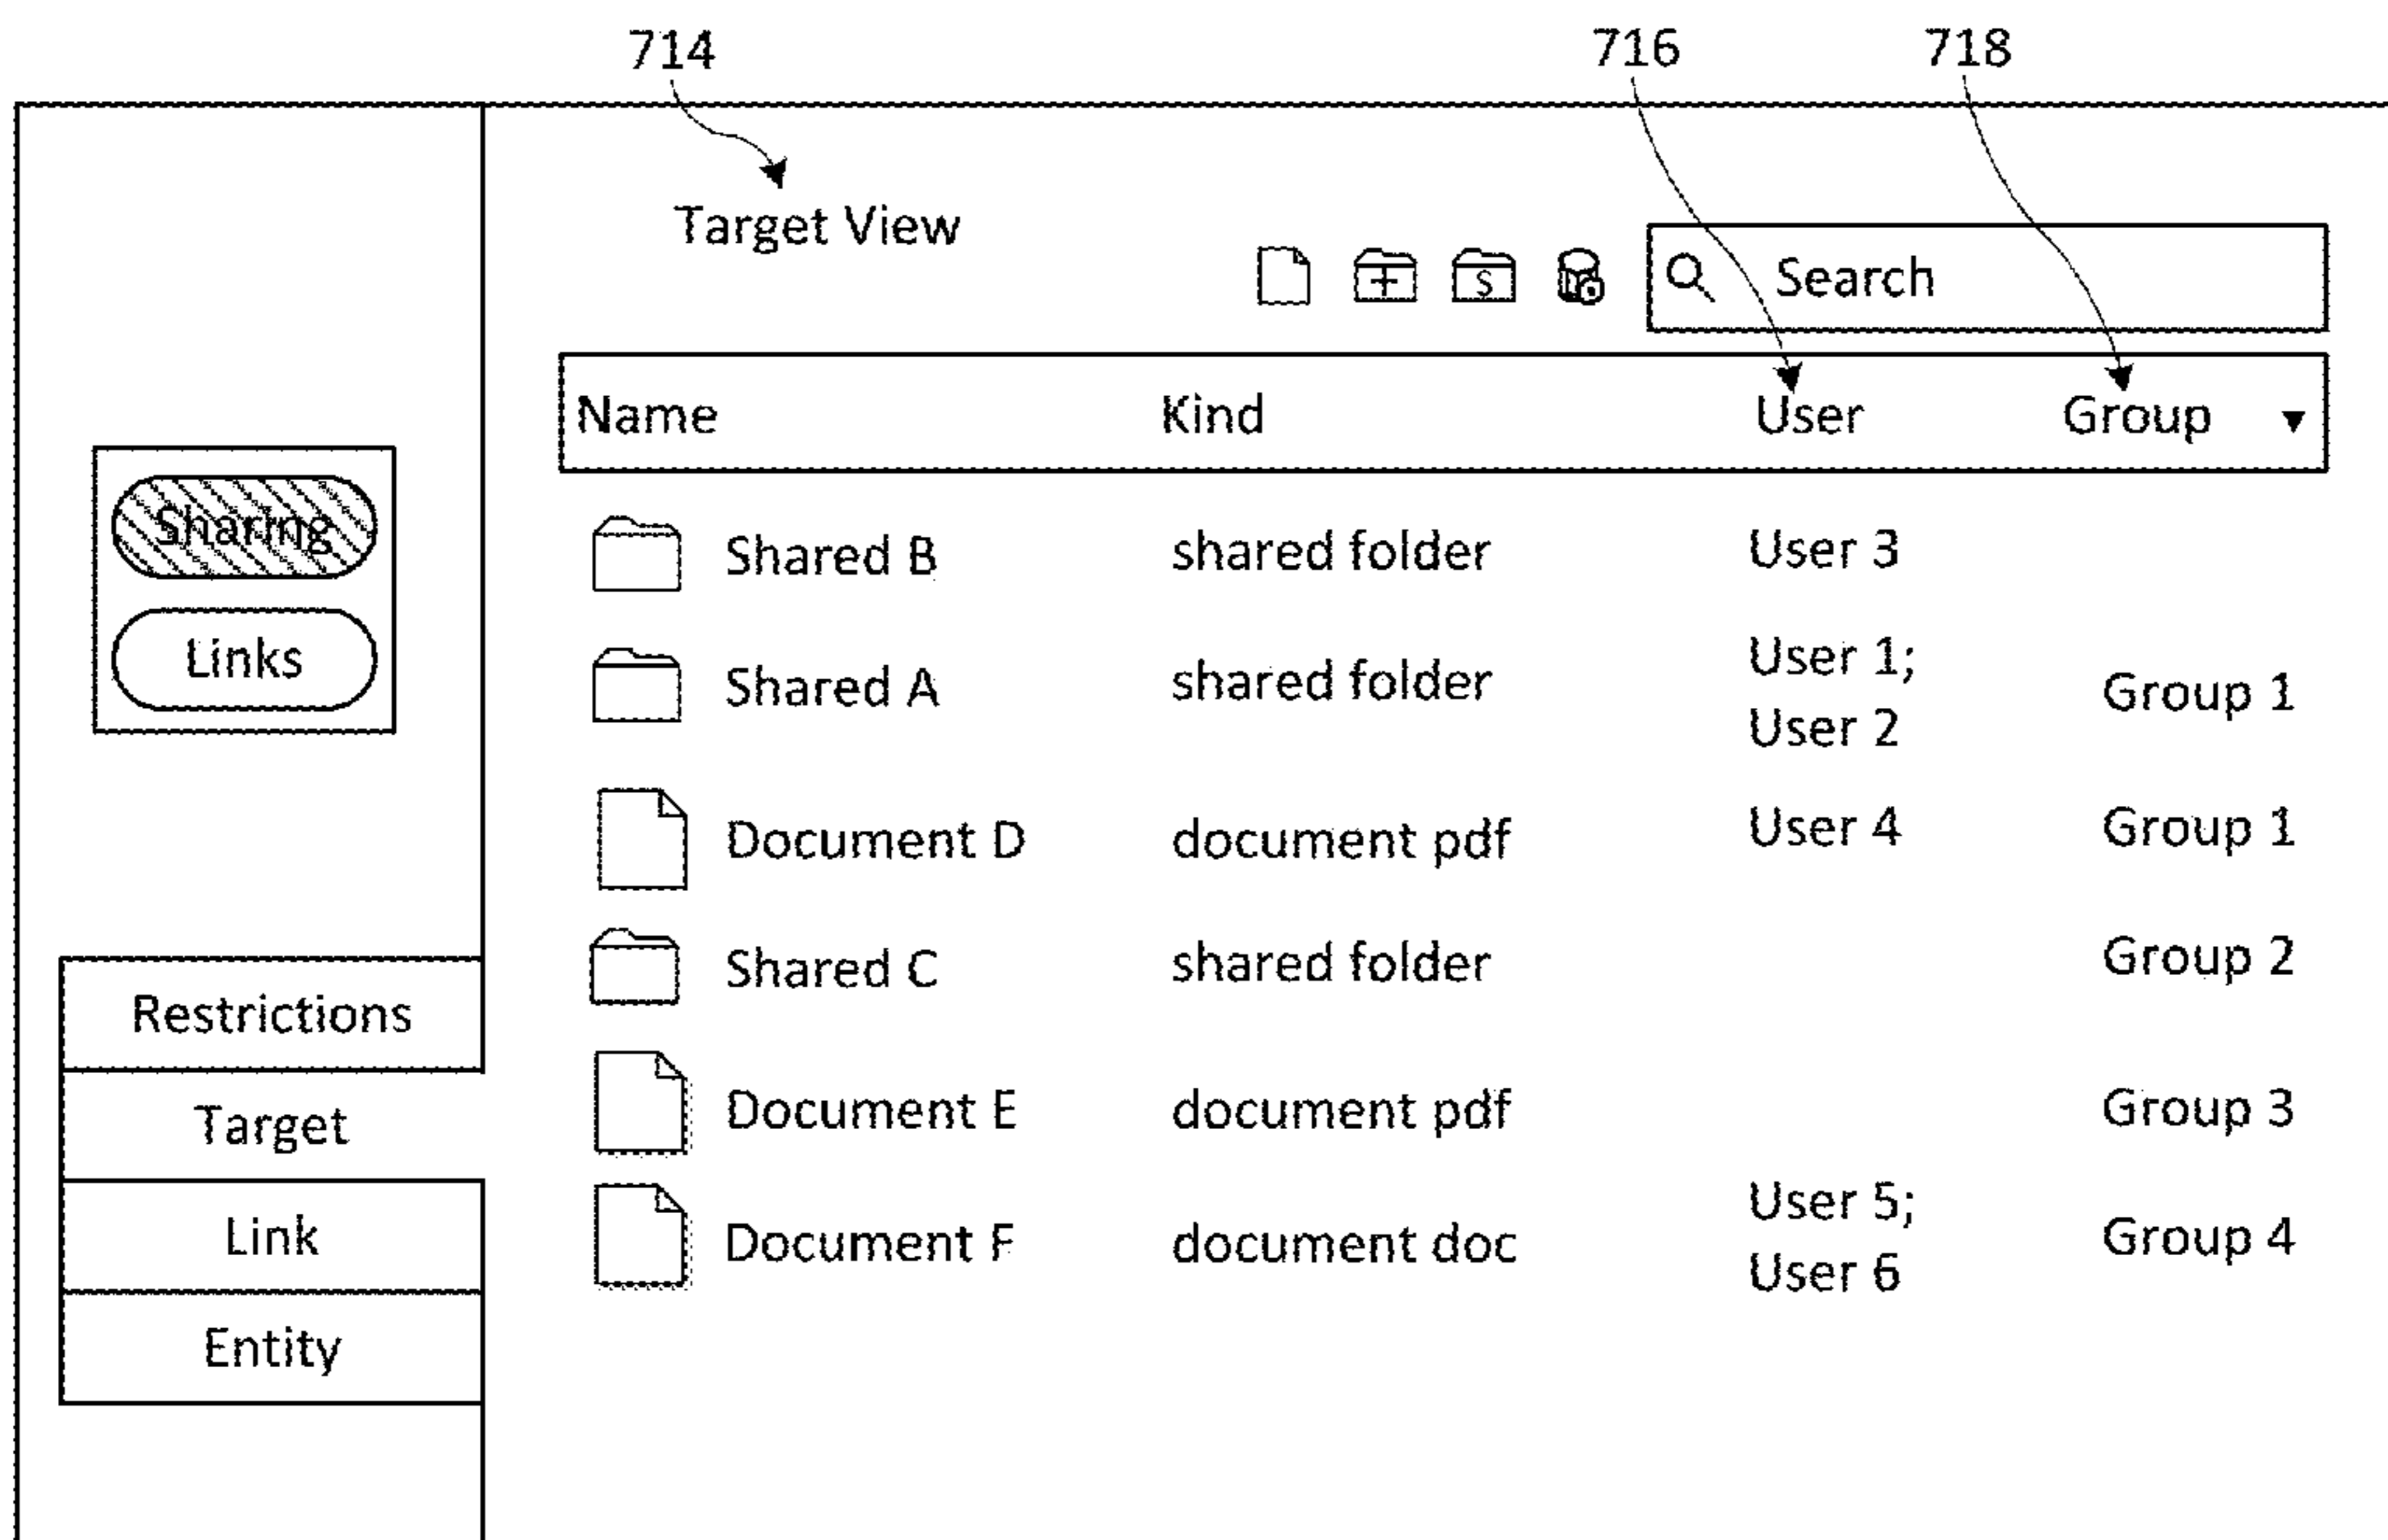 714 716 718
Target View
Search
Name Kind User Group ▼
Sharing
Links
Shared B shared folder User 3
Shared A shared folder User 1; User 2 Group 1
Document D document pdf User 4 Group 1
Shared C shared folder Group 2
Document E document pdf Group 3
Document F document doc User 5; User 6 Group 4
Restrictions
Target
Link
Entity